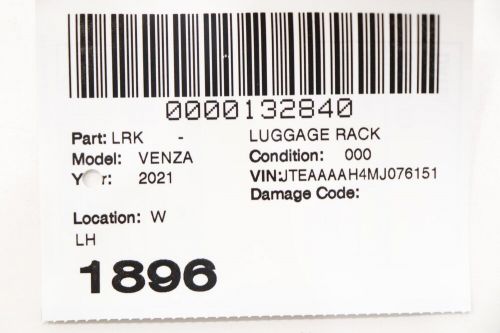 0000132840
Part: LRK - LUGGAGE RACK
Model: VENZA Condition: 000
Y r: 2021 VIN:JTEAAAAH4MJ076151
Damage Code:
Location: W
LH
1896